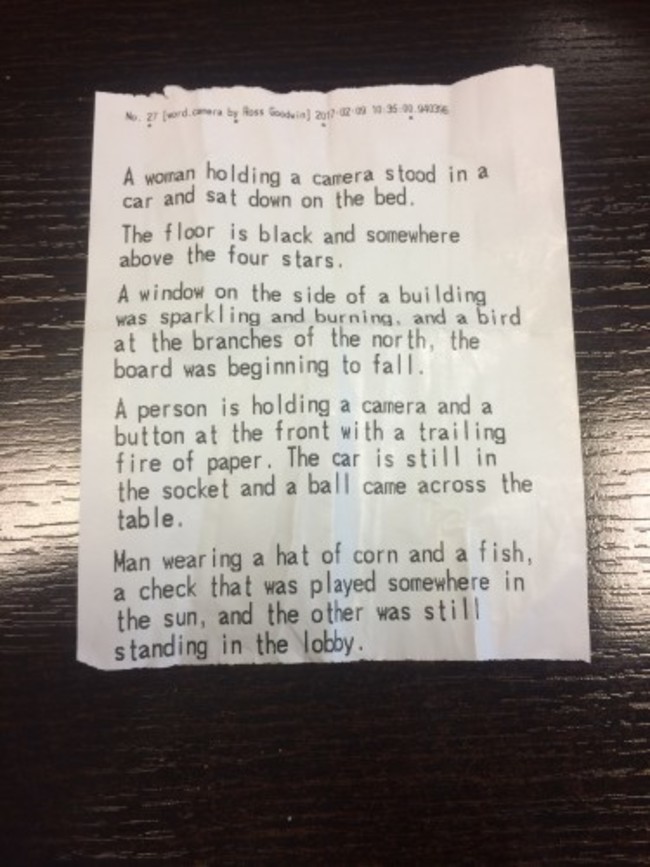 No. 27 [word.camera by Ross Goodwin] 2017-02-09 10:35:00.940396
A woman holding a camera stood in a
car and sat down on the bed.
The floor is black and somewhere
above the four stars.
A window on the side of a building
was sparkling and burning, and a bird
at the branches of the north, the
board was beginning to fall.
A person is holding a camera and a
button at the front with a trailing
fire of paper. The car is still in
the socket and a ball came across the
table.
Man wearing a hat of corn and a fish,
a check that was played somewhere in
the sun, and the other was still
standing in the lobby.